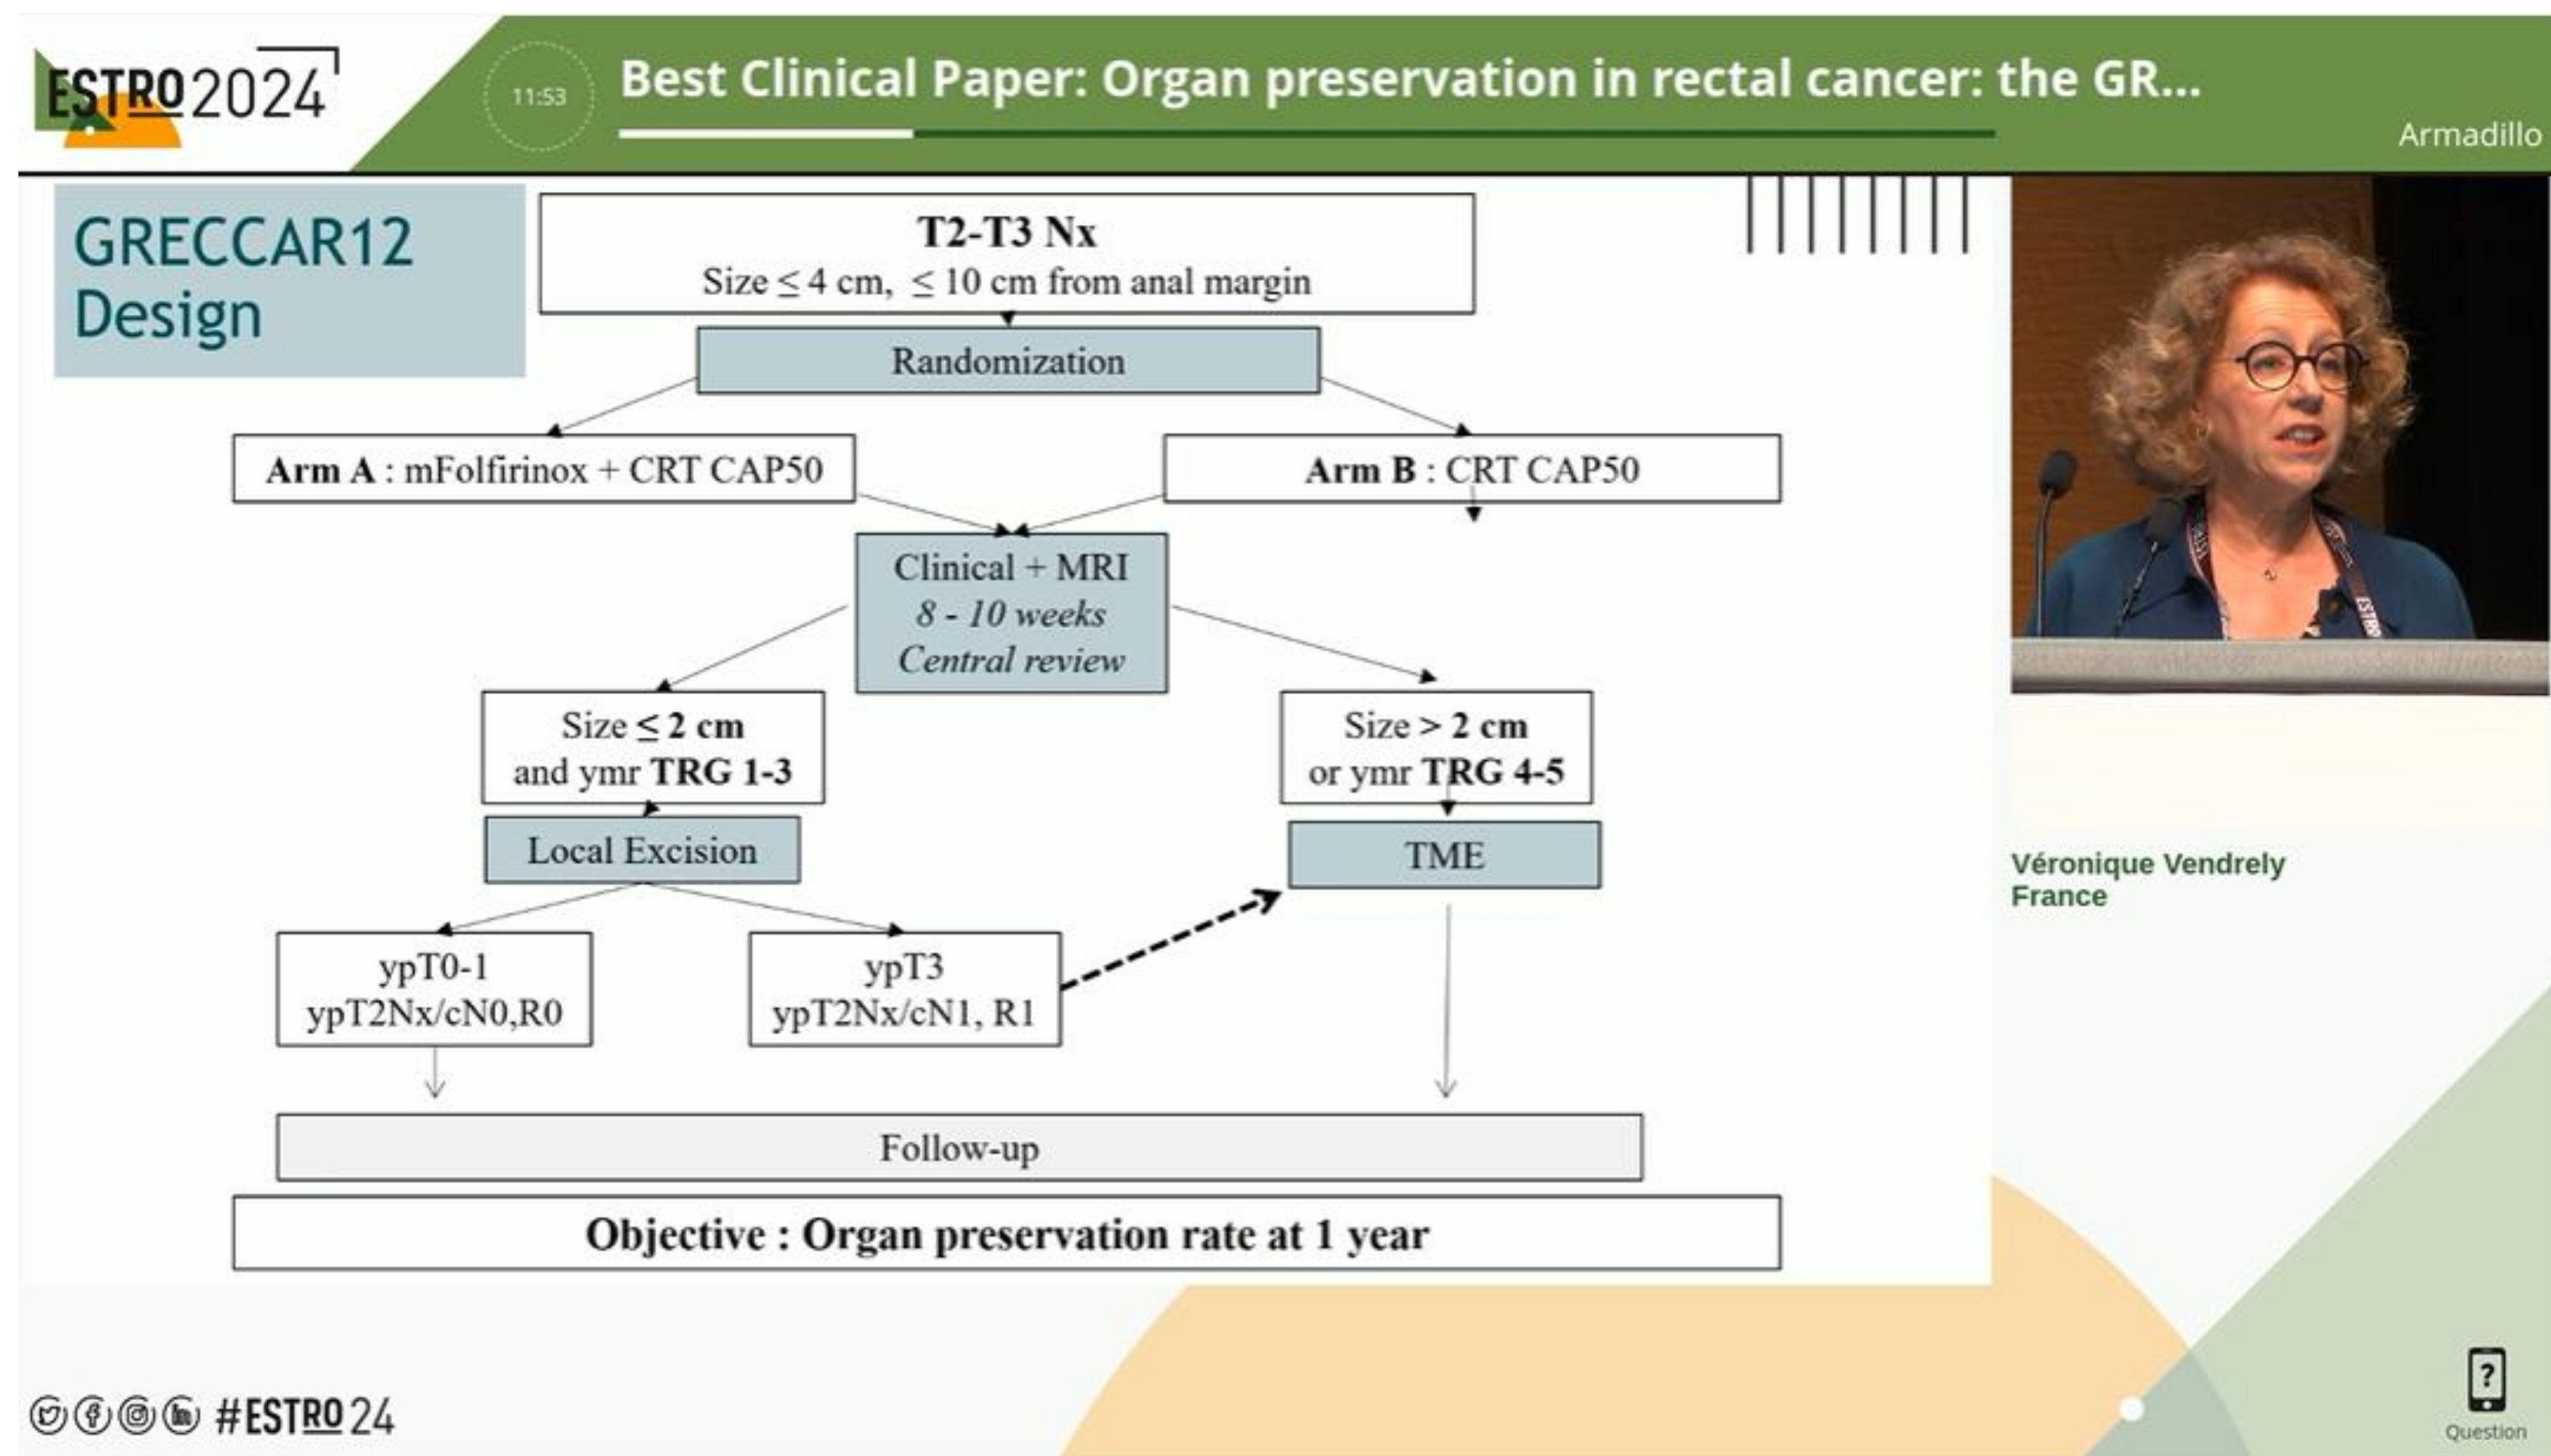 ESTRO2024
11:53
Best Clinical Paper: Organ preservation in rectal cancer: the GR...
Armadillo
GRECCAR12
Design
T2-T3 Nx
Size ≤ 4 cm, ≤ 10 cm from anal margin
Randomization
Arm A : mFolfirinox + CRT CAP50
Arm B : CRT CAP50
Clinical + MRI
8 - 10 weeks
Central review
Size ≤ 2 cm
and ymr TRG 1-3
Size > 2 cm
or ymr TRG 4-5
Local Excision
TME
ypT0-1
ypT2Nx/cN0,R0
ypT3
ypT2Nx/cN1, R1
Follow-up
Objective : Organ preservation rate at 1 year
Véronique Vendrely
France
ESTRO
#ESTRO24
?
Question